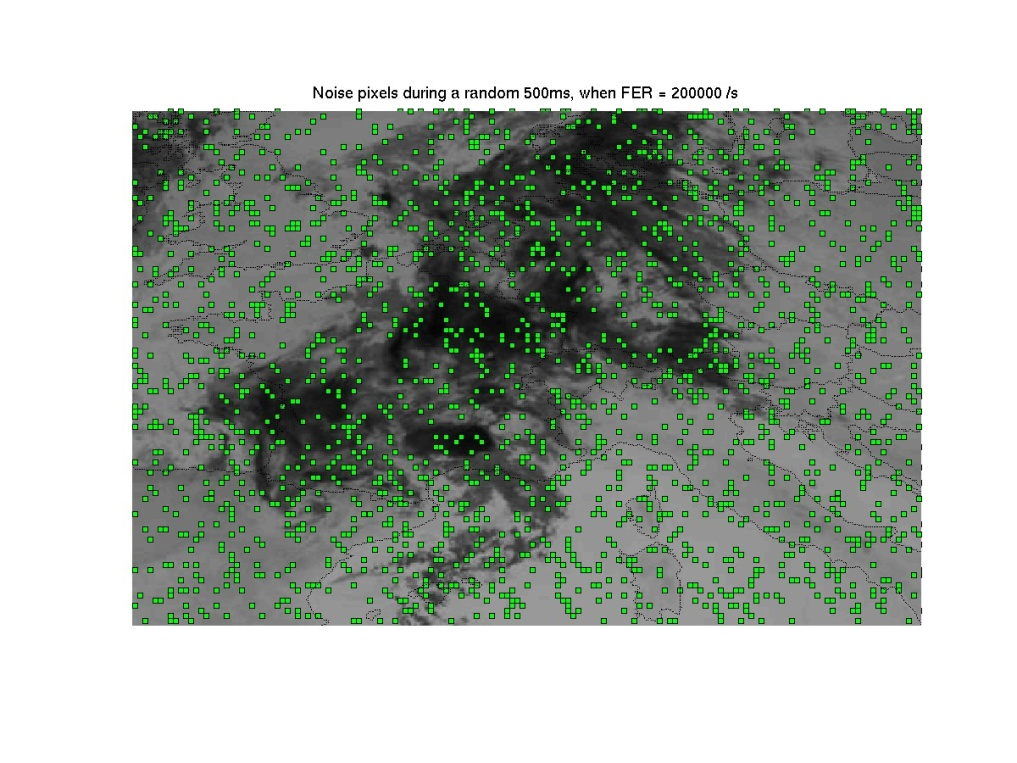 Noise pixels during a random 500ms, when FER = 200000 /s